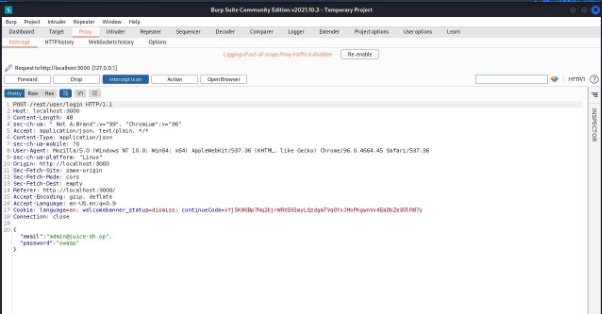 Burp Suite Community Edition v2021.10.3 - Temporary Project
Burp Project Intruder Repeater Window Help
Dashboard Target Proxy Intruder Repeater Sequencer Decoder Comparer Logger Extender Project options User options Learn
Intercept HTTP history WebSockets history Options
Logging of out-of-scope Proxy traffic is disabled Re-enable
Request to http://localhost:3000 [127.0.0.1]
Forward Drop Intercept is on Action Open Browser HTTP/1
Pretty Raw Hex \n
INSPECTOR
1 POST /rest/user/login HTTP/1.1
2 Host: localhost:3000
3 Content-Length: 48
4 sec-ch-ua: " Not A;Brand";v="99", "Chromium";v="96"
5 Accept: application/json, text/plain, */*
6 Content-Type: application/json
7 sec-ch-ua-mobile: ?0
8 User-Agent: Mozilla/5.0 (Windows NT 10.0; Win64; x64) AppleWebKit/537.36 (KHTML, like Gecko) Chrome/96.0.4664.45 Safari/537.36
9 sec-ch-ua-platform: "Linux"
10 Origin: http://localhost:3000
11 Sec-Fetch-Site: same-origin
12 Sec-Fetch-Mode: cors
13 Sec-Fetch-Dest: empty
14 Referer: http://localhost:3000/
15 Accept-Encoding: gzip, deflate
16 Accept-Language: en-US,en;q=0.9
17 Cookie: language=en; welcomebanner_status=dismiss;
18 Connection: close
19
20 {
"email":"admin@juice-sh.op",
"password":"owasp"
}